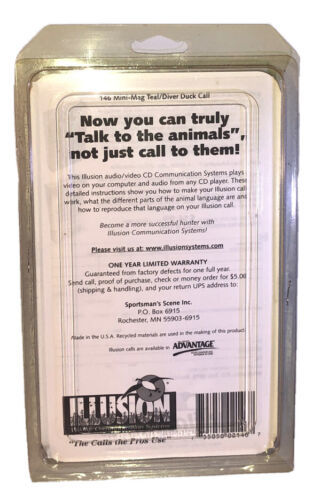 146 Mini-Mag Teal/Diver Duck Call
Now you can truly
"Talk to the animals",
not just call to them!
This Illusion audio/video CD Communication Systems plays
video on your computer and audio from any CD player. These
detailed instructions show you how to make your Illusion call
work, what the different parts of the animal language are and
how to reproduce that language on your Illusion call.
Become a more successful hunter with
Illusion Communication Systems!
Please visit us at: www.illusionsystems.com
ONE YEAR LIMITED WARRANTY
Guaranteed from factory defects for one full year.
Send call, proof of purchase, check or money order for $5.00
(shipping & handling), and your return UPS address to:
Sportsman's Scene Inc.
P.O. Box 6915
Rochester, MN 55903-6915
Made in the U.S.A. Recycled materials are used in the making of this product
Illusion calls are available in
ADVANTAGE
ILLUSION
"The Calls the Pros Use"